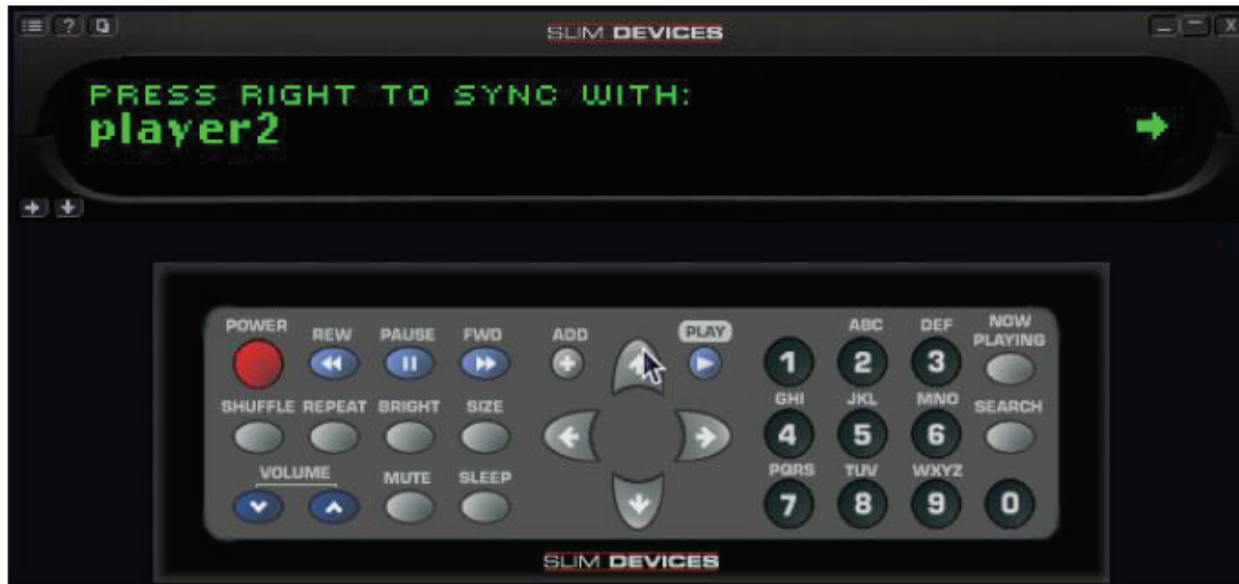 SLIM DEVICES
PRESS RIGHT TO SYNC WITH:
player2
POWER REW PAUSE FWD ADD PLAY ABC DEF NOW PLAYING
1 2 3
SHUFFLE REPEAT BRIGHT SIZE GHI JKL MNO SEARCH
4 5 6
VOLUME MUTE SLEEP PQRS TUV WXYZ
7 8 9 0
SLIM DEVICES